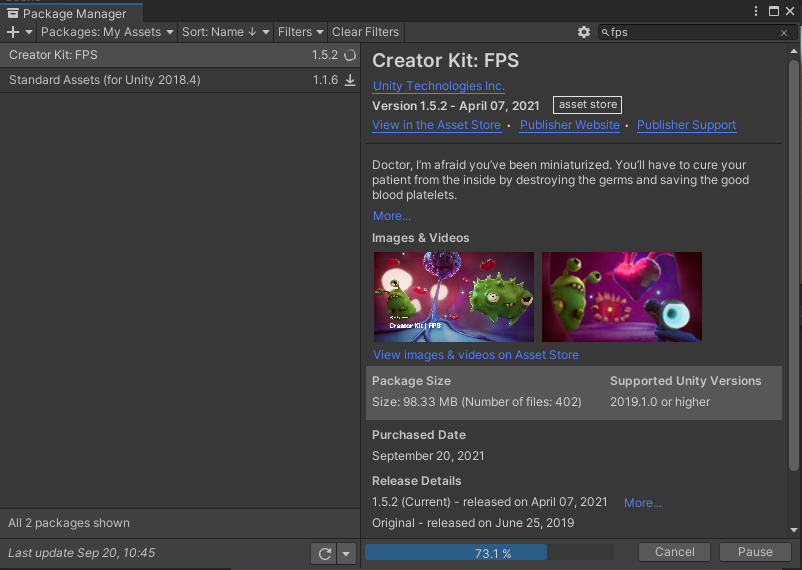 Package Manager
Packages: My Assets Sort: Name Filters Clear Filters fps
Creator Kit: FPS 1.5.2
Standard Assets (for Unity 2018.4) 1.1.6
All 2 packages shown
Last update Sep 20, 10:45
Creator Kit: FPS
Unity Technologies Inc.
Version 1.5.2 - April 07, 2021 asset store
View in the Asset Store • Publisher Website • Publisher Support
Doctor, I'm afraid you've been miniaturized. You'll have to cure your
patient from the inside by destroying the germs and saving the good
blood platelets.
More...
Images & Videos
Creator Kit | FPS
View images & videos on Asset Store
Package Size Supported Unity Versions
Size: 98.33 MB (Number of files: 402) 2019.1.0 or higher
Purchased Date
September 20, 2021
Release Details
1.5.2 (Current) - released on April 07, 2021 More...
Original - released on June 25, 2019
73.1 % Cancel Pause